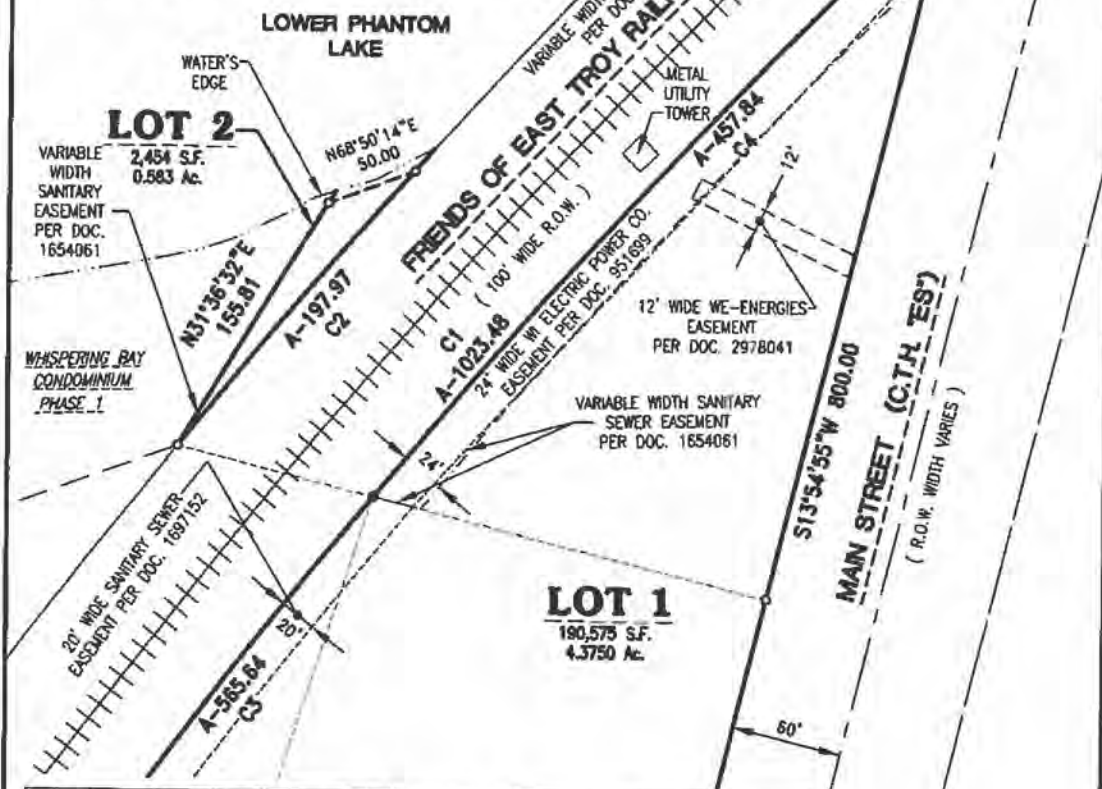 LOWER PHANTOM
LAKE
WATER'S
EDGE
LOT 2
2,454 S.F.
0.583 Ac.
VARIABLE
WIDTH
SANITARY
EASEMENT
PER DOC.
1654061
N68°50'14"E
50.00
N31°36'32"E
155.81
A-197.97
C2
WHISPERING BAY
CONDOMINIUM
PHASE 1
VARIABLE WIDTH
PER DOC.
FRIENDS OF EAST TROY
( 100' WIDE R.O.W. )
METAL
UTILITY
TOWER
A-457.84
C4
12'
C1
A-1023.48
24' WIDE WI ELECTRIC POWER CO.
EASEMENT PER DOC. 951699
12' WIDE WE-ENERGIES
EASEMENT
PER DOC. 2978041
VARIABLE WIDTH SANITARY
SEWER EASEMENT
PER DOC. 1654061
24'
S13°54'55"W 800.00
MAIN STREET (C.T.H. "ES")
( R.O.W. WIDTH VARIES )
20' WIDE SANITARY SEWER
EASEMENT PER DOC. 1697152
20'
A-565.64
C3
LOT 1
190,575 S.F.
4.3750 Ac.
60'